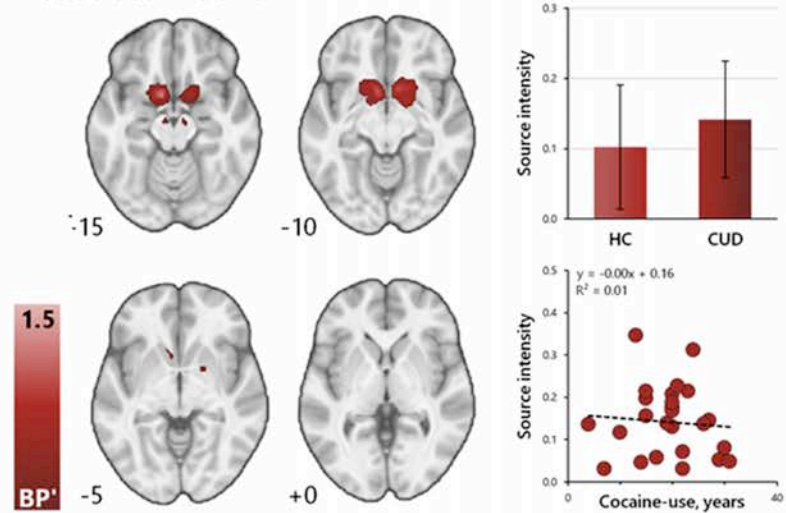 -15
-10
Source intensity
0.3
0.2
0.1
0.0
HC
CUD
1.5
BP'
-5
+0
Source intensity
0.5
0.4
0.3
0.2
0.1
0.0
y = -0.00x + 0.16
R² = 0.01
0
40
Cocaine-use, years